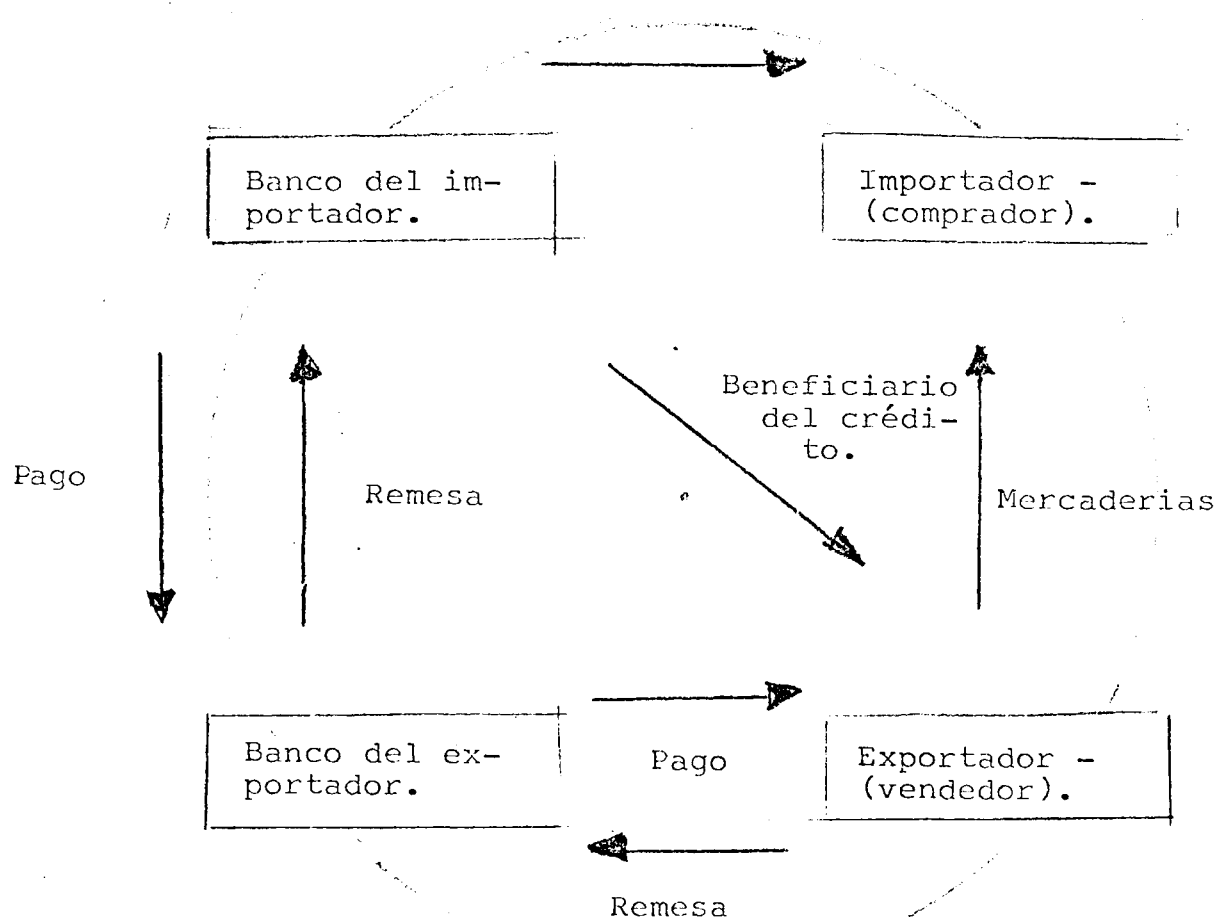 Banco del im-
portador.
Importador -
(comprador).
Beneficiario
del crédi-
to.
Pago
Remesa
Mercaderias
Banco del ex-
portador.
Pago
Exportador -
(vendedor).
Remesa